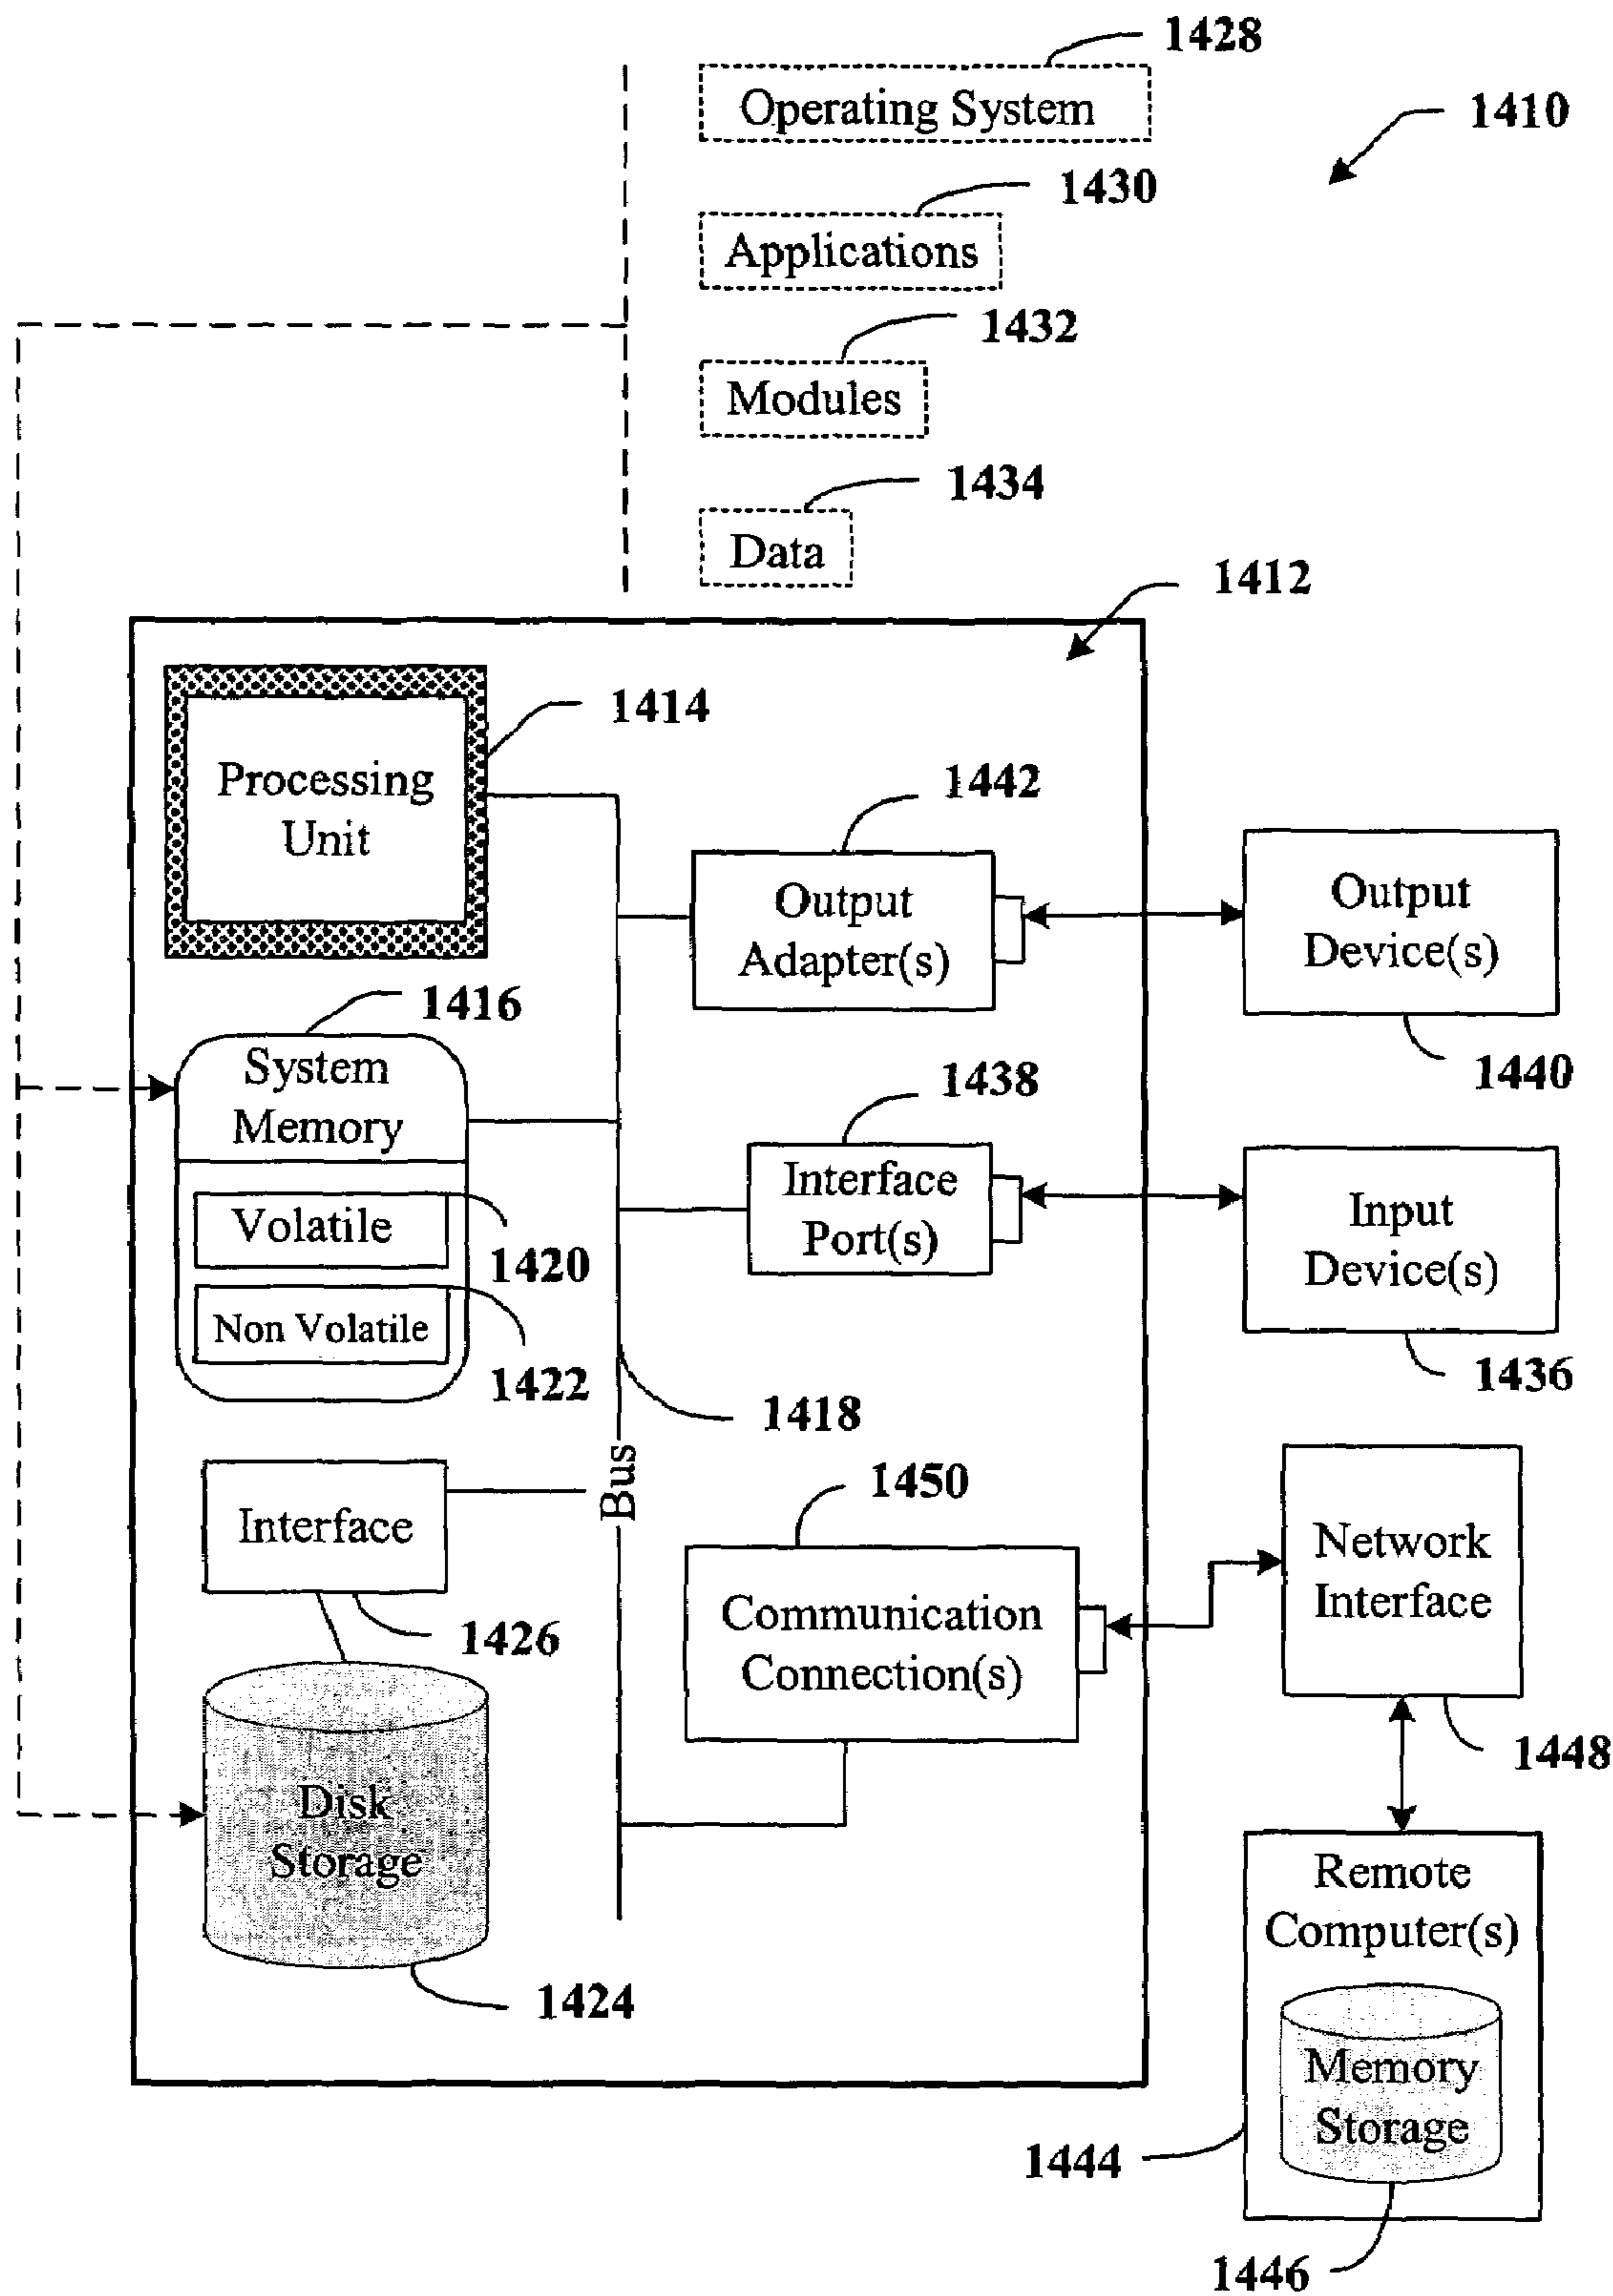 1428
Operating System
1410
1430
Applications
1432
Modules
1434
Data
1412
1414
Processing
Unit
1442
Output
Adapter(s)
Output
Device(s)
1440
1416
System
Memory
1438
Interface
Port(s)
Input
Device(s)
1436
Volatile
1420
Non Volatile
1422
1418
Bus
Interface
1426
1450
Communication
Connection(s)
Network
Interface
1448
Disk
Storage
1424
Remote
Computer(s)
Memory
Storage
1444
1446